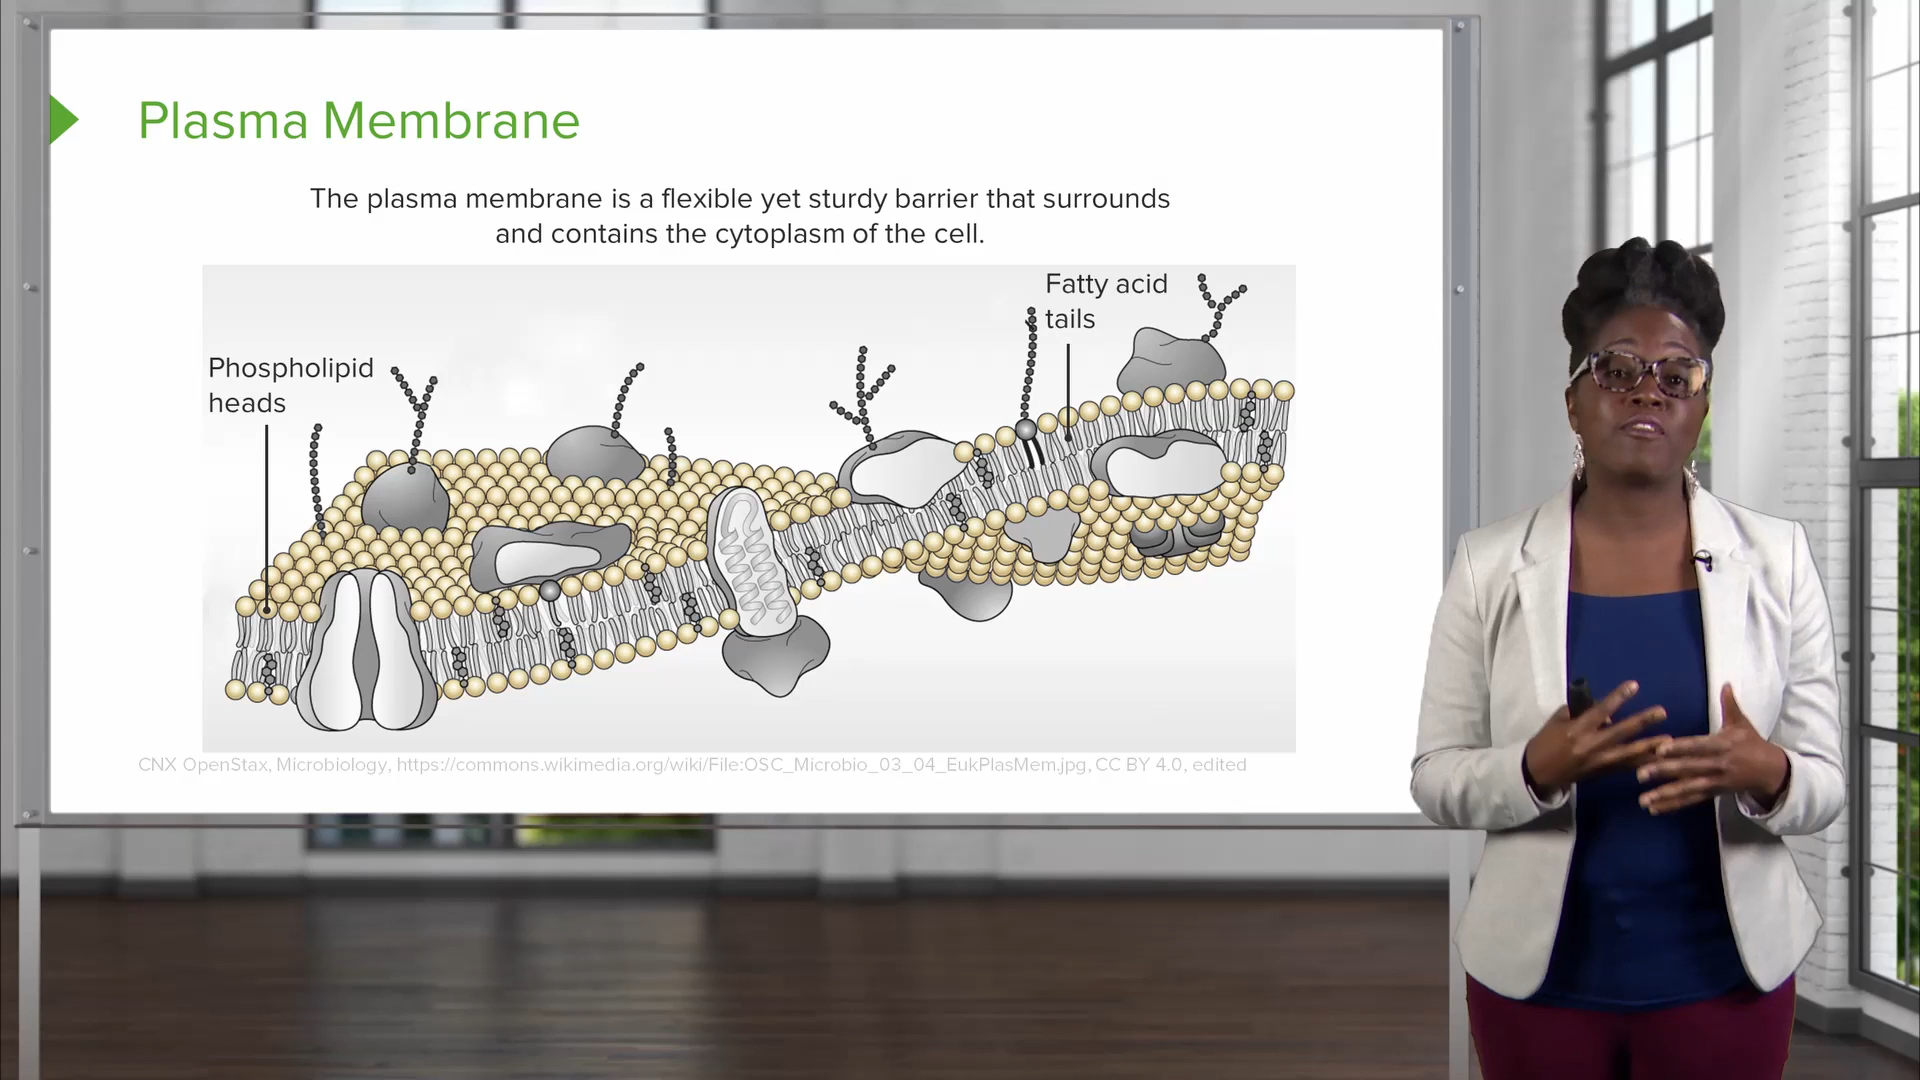 Plasma Membrane
The plasma membrane is a flexible yet sturdy barrier that surrounds
and contains the cytoplasm of the cell.
Fatty acid
tails
Phospholipid
heads
CNX OpenStax, Microbiology, https://commons.wikimedia.org/wiki/File:OSC_Microbio_03_04_EukPlasMem.jpg, CC BY 4.0, edited